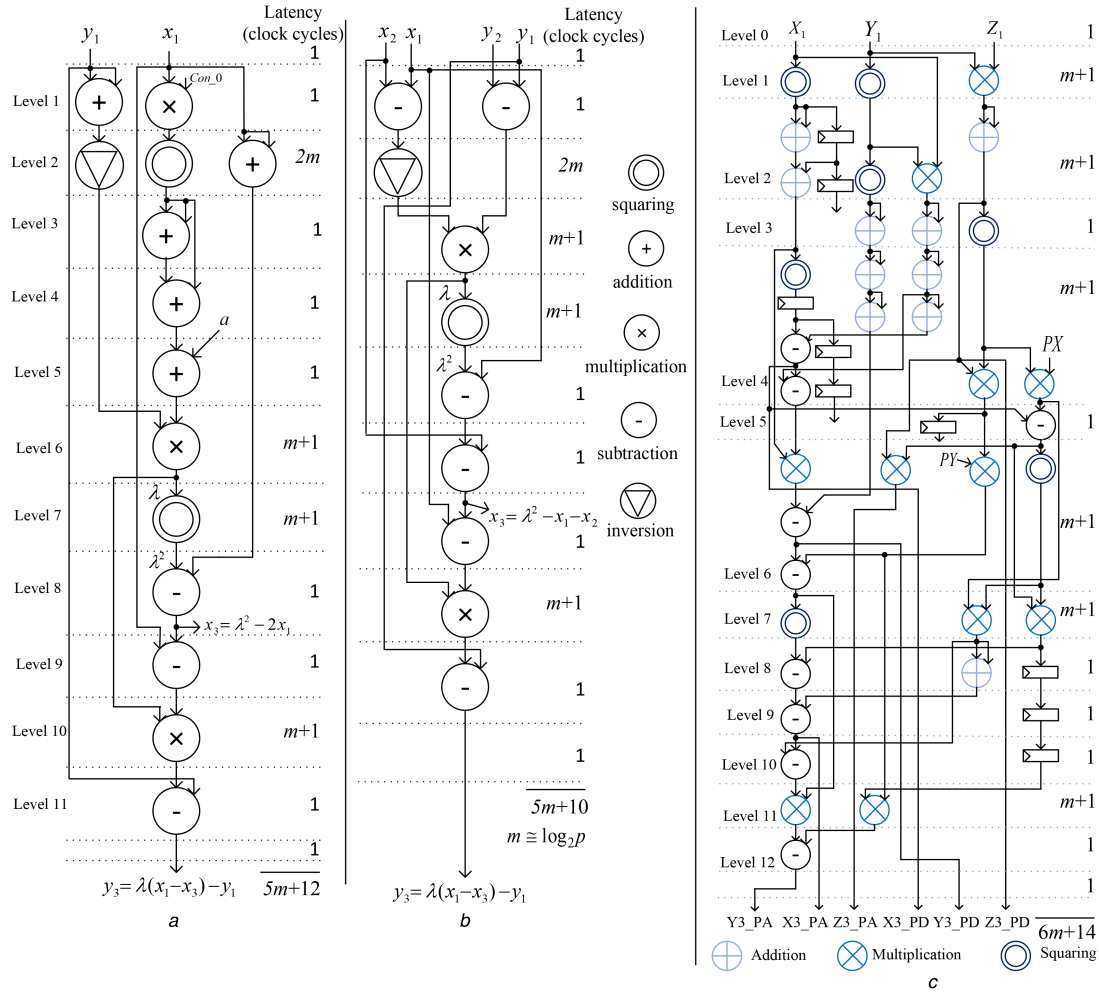 Latency
(clock cycles)
y₁ x₁
1
Con_0
Level 1 + × 1
Level 2 + 2m
Level 3 + 1
Level 4 + 1
a
Level 5 + 1
Level 6 × m+1
λ
Level 7 m+1
λ²
Level 8 - 1
x₃= λ² −2x₁
Level 9 - 1
Level 10 × m+1
Level 11 - 1
1
5m+12
y₃= λ(x₁−x₃)−y₁
a
Latency
(clock cycles)
x₂ x₁ y₂ y₁
1
- - 1
2m
× m+1
λ
m+1
λ²
- 1
- 1
x₃= λ² −x₁−x₂
- 1
× m+1
- 1
1
5m+10
m ≅ log₂p
y₃= λ(x₁−x₃)−y₁
b
squaring
+
addition
×
multiplication
-
subtraction
inversion
Level 0 X₁ Y₁ Z₁ 1
Level 1 m+1
Level 2 m+1
Level 3 1
m+1
PX
-
Level 4 -
Level 5 - 1
PY
m+1
-
Level 6 -
Level 7 m+1
Level 8 - 1
Level 9 - 1
Level 10 - 1
Level 11 m+1
Level 12 - 1
1
Y3_PA X3_PA Z3_PA X3_PD Y3_PD Z3_PD
6m+14
Addition Multiplication Squaring
c